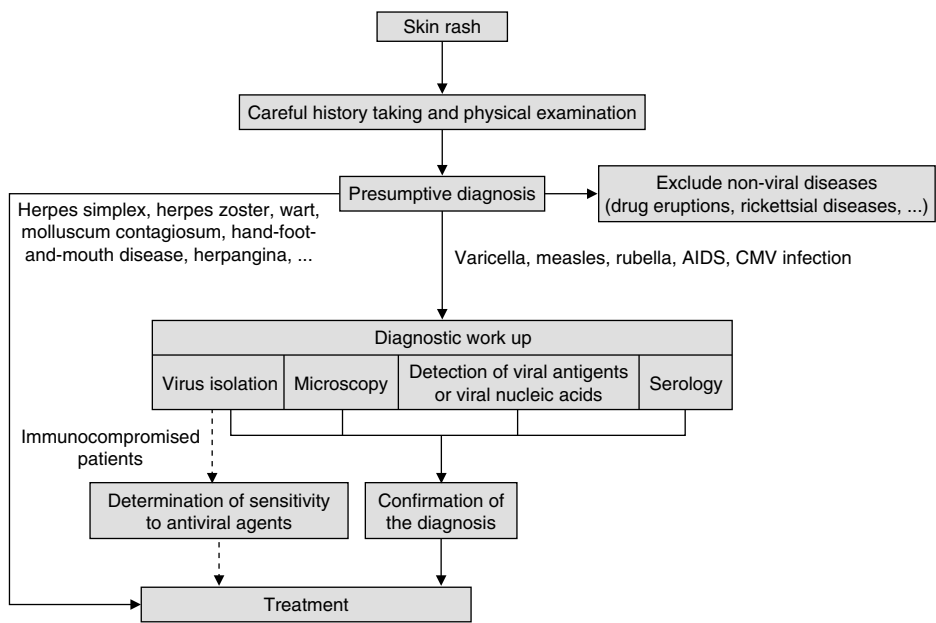 Skin rash
Careful history taking and physical examination
Presumptive diagnosis
Exclude non-viral diseases
(drug eruptions, rickettsial diseases, ...)
Herpes simplex, herpes zoster, wart,
molluscum contagiosum, hand-foot-
and-mouth disease, herpangina, ...
Varicella, measles, rubella, AIDS, CMV infection
Diagnostic work up
Virus isolation
Microscopy
Detection of viral antigents
or viral nucleic acids
Serology
Immunocompromised
patients
Determination of sensitivity
to antiviral agents
Confirmation of
the diagnosis
Treatment